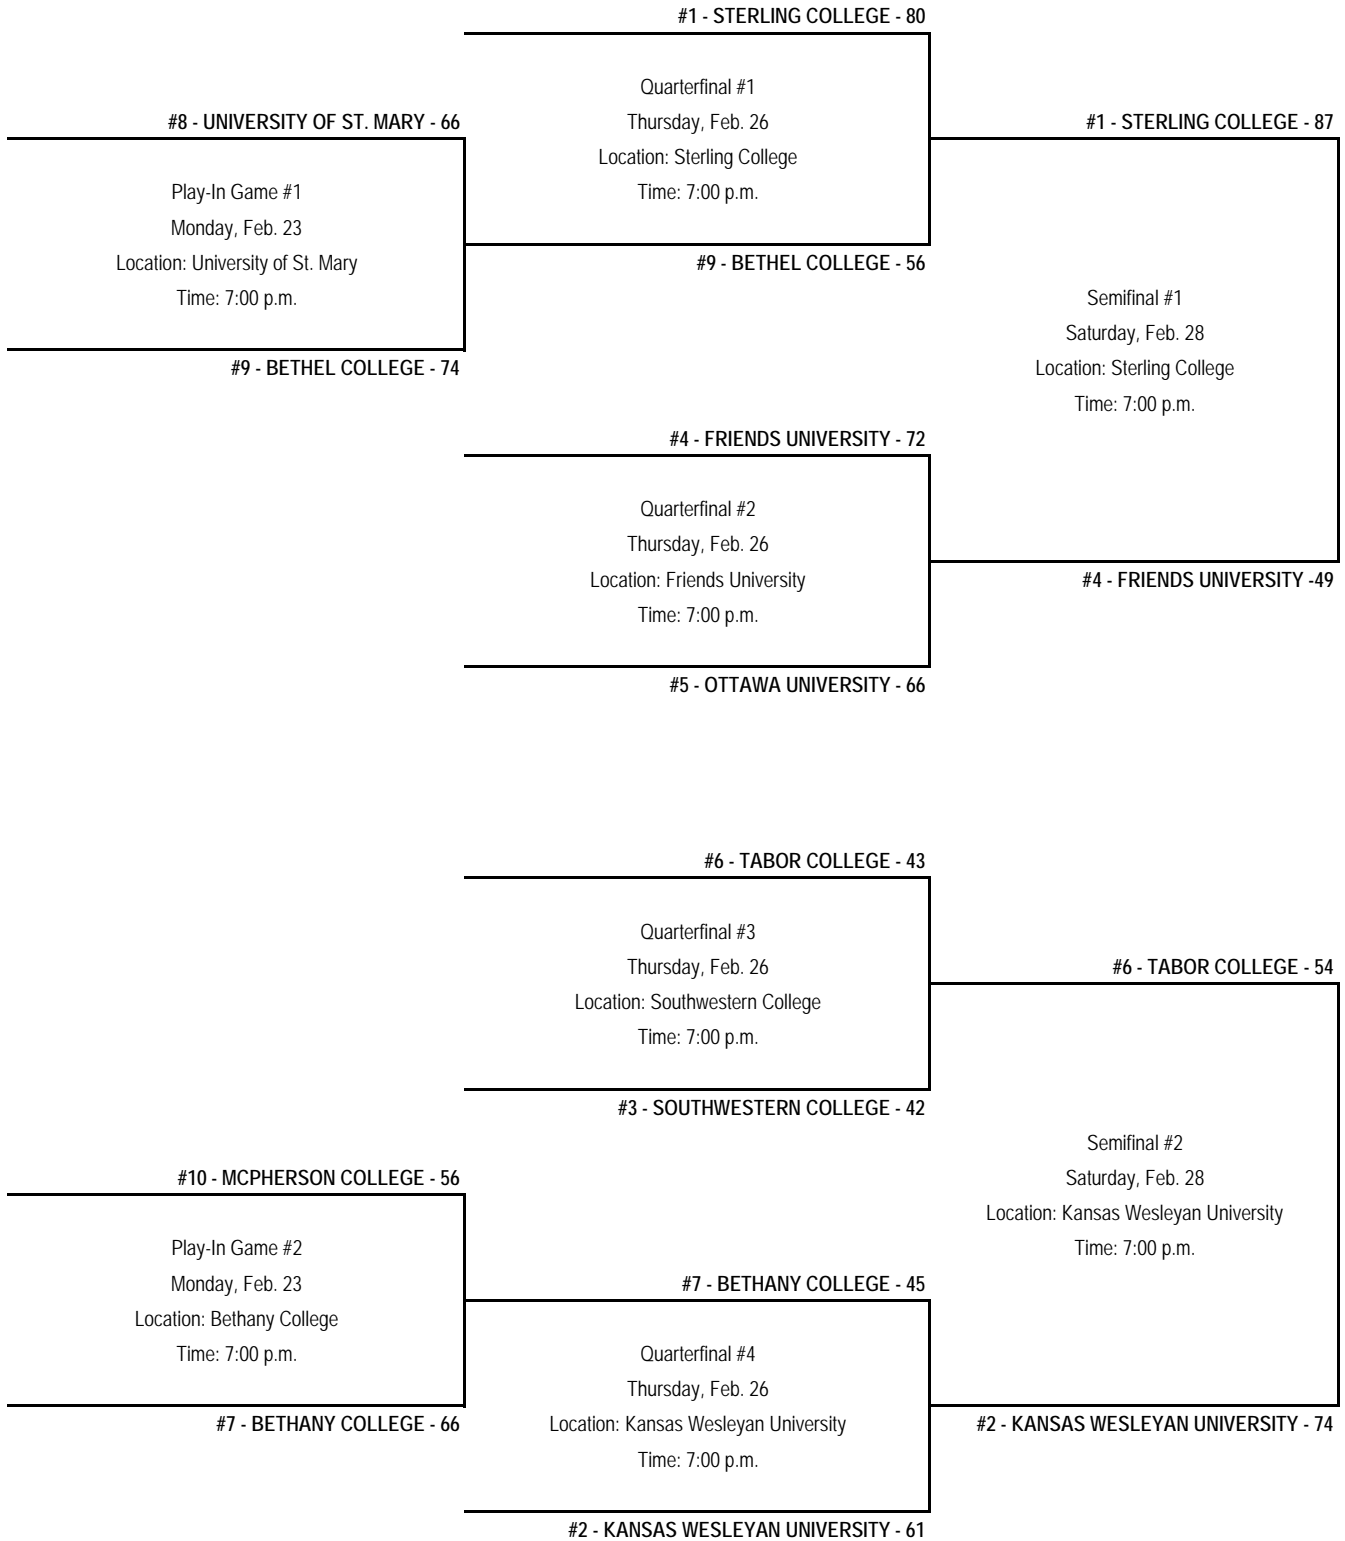 #1 - STERLING COLLEGE - 80
Quarterfinal #1
Thursday, Feb. 26
Location: Sterling College
Time: 7:00 p.m.
#9 - BETHEL COLLEGE - 56
#8 - UNIVERSITY OF ST. MARY - 66
Play-In Game #1
Monday, Feb. 23
Location: University of St. Mary
Time: 7:00 p.m.
#9 - BETHEL COLLEGE - 74
#1 - STERLING COLLEGE - 87
Semifinal #1
Saturday, Feb. 28
Location: Sterling College
Time: 7:00 p.m.
#4 - FRIENDS UNIVERSITY -49
#4 - FRIENDS UNIVERSITY - 72
Quarterfinal #2
Thursday, Feb. 26
Location: Friends University
Time: 7:00 p.m.
#5 - OTTAWA UNIVERSITY - 66
#6 - TABOR COLLEGE - 43
Quarterfinal #3
Thursday, Feb. 26
Location: Southwestern College
Time: 7:00 p.m.
#3 - SOUTHWESTERN COLLEGE - 42
#6 - TABOR COLLEGE - 54
Semifinal #2
Saturday, Feb. 28
Location: Kansas Wesleyan University
Time: 7:00 p.m.
#2 - KANSAS WESLEYAN UNIVERSITY - 74
#10 - MCPHERSON COLLEGE - 56
Play-In Game #2
Monday, Feb. 23
Location: Bethany College
Time: 7:00 p.m.
#7 - BETHANY COLLEGE - 66
#7 - BETHANY COLLEGE - 45
Quarterfinal #4
Thursday, Feb. 26
Location: Kansas Wesleyan University
Time: 7:00 p.m.
#2 - KANSAS WESLEYAN UNIVERSITY - 61